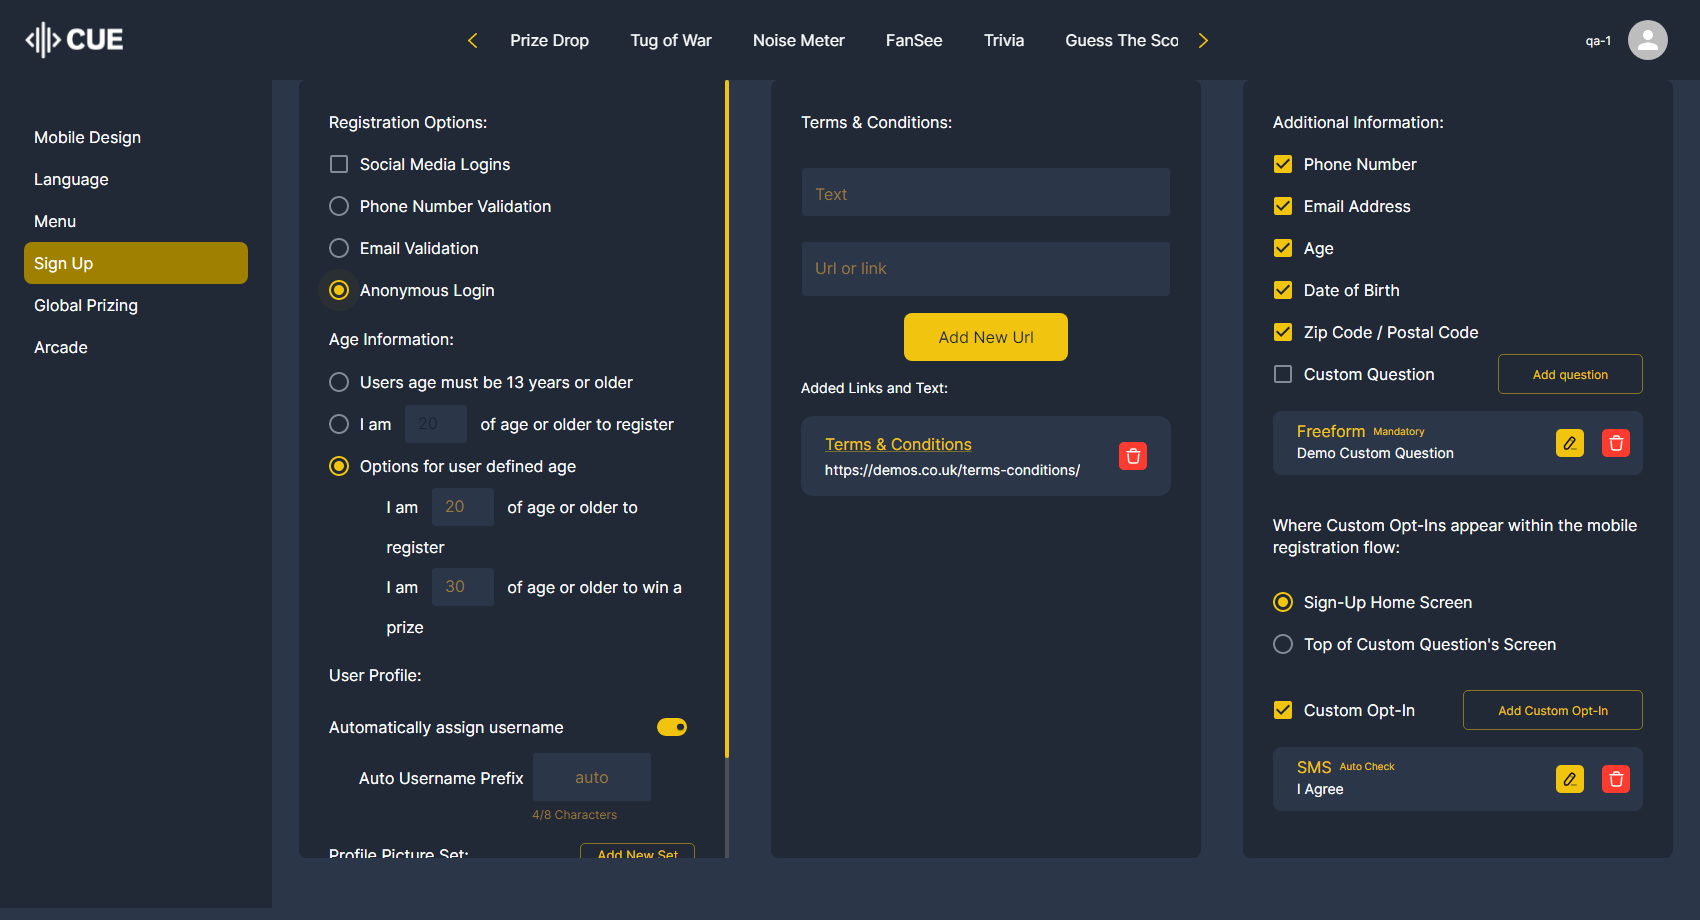 CUE
Prize Drop
Tug of War
Noise Meter
FanSee
Trivia
Guess The Sco
qa-1
Mobile Design
Language
Menu
Sign Up
Global Prizing
Arcade
Registration Options:
Social Media Logins
Phone Number Validation
Email Validation
Anonymous Login
Age Information:
Users age must be 13 years or older
I am 20 of age or older to register
Options for user defined age
I am 20 of age or older to
register
I am 30 of age or older to win a
prize
User Profile:
Automatically assign username
Auto Username Prefix auto
4/8 Characters
Profile Picture Set:
Add New Set
Terms & Conditions:
Text
Url or link
Add New Url
Added Links and Text:
Terms & Conditions
https://demos.co.uk/terms-conditions/
Additional Information:
Phone Number
Email Address
Age
Date of Birth
Zip Code / Postal Code
Custom Question
Add question
Freeform Mandatory
Demo Custom Question
Where Custom Opt-Ins appear within the mobile
registration flow:
Sign-Up Home Screen
Top of Custom Question's Screen
Custom Opt-In
Add Custom Opt-In
SMS Auto Check
I Agree